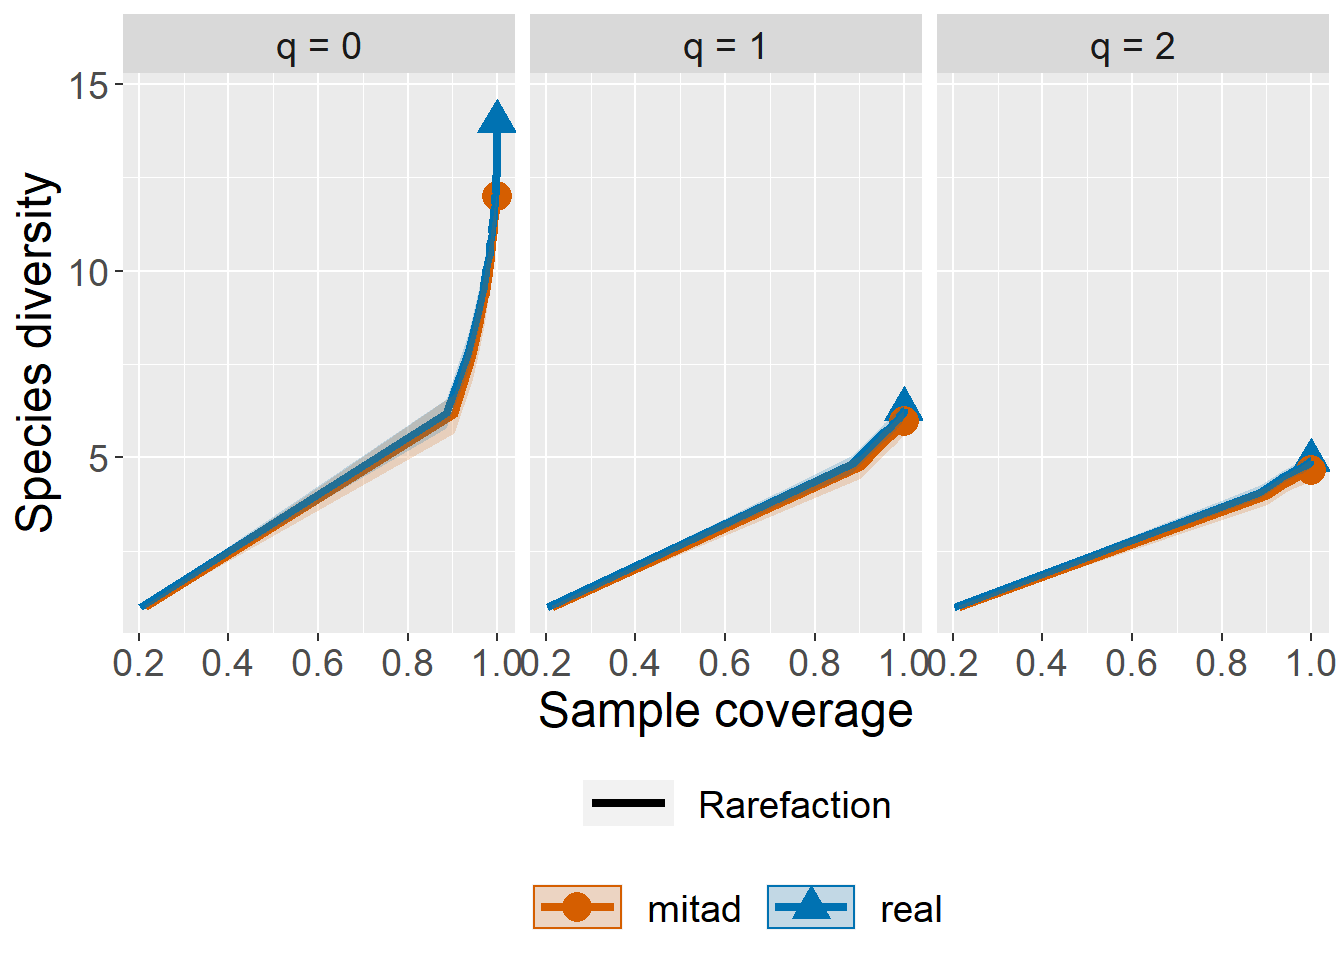 q = 0
q = 1
q = 2
Species diversity
15
10
5
0.2 0.4 0.6 0.8 1.0
0.2 0.4 0.6 0.8 1.0
0.2 0.4 0.6 0.8 1.0
Sample coverage
Rarefaction
mitad
real